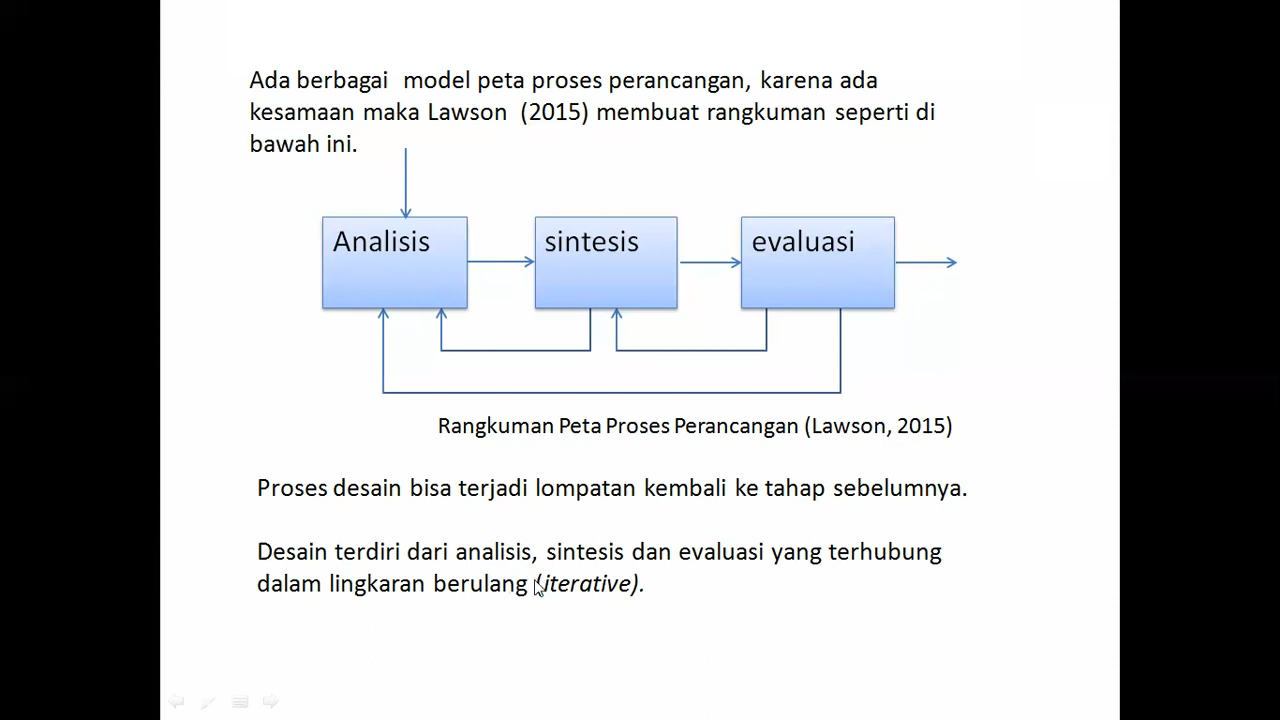 Ada berbagai model peta proses perancangan, karena ada
kesamaan maka Lawson (2015) membuat rangkuman seperti di
bawah ini.
Analisis
sintesis
evaluasi
Rangkuman Peta Proses Perancangan (Lawson, 2015)
Proses desain bisa terjadi lompatan kembali ke tahap sebelumnya.
Desain terdiri dari analisis, sintesis dan evaluasi yang terhubung
dalam lingkaran berulang (iterative).